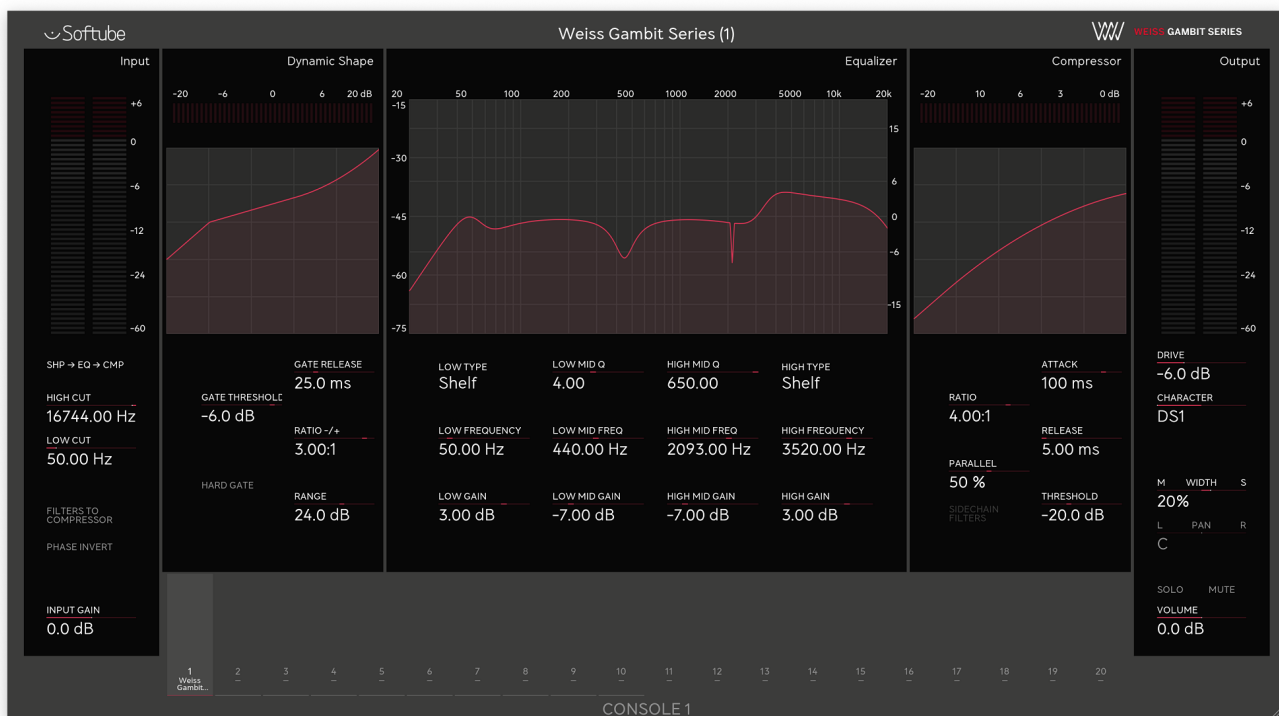 Softube
Weiss Gambit Series (1)
WEISS GAMBIT SERIES
Input
+6
0
-6
-12
-24
-60
SHP → EQ → CMP
HIGH CUT
16744.00 Hz
LOW CUT
50.00 Hz
FILTERS TO
COMPRESSOR
PHASE INVERT
INPUT GAIN
0.0 dB
Dynamic Shape
-20 -6 0 6 20 dB
GATE RELEASE
25.0 ms
GATE THRESHOLD
-6.0 dB
RATIO -/+
3.00:1
HARD GATE
RANGE
24.0 dB
Equalizer
20 50 100 200 500 1000 2000 5000 10k 20k
-15
-30
-45
-60
-75
15
6
0
-6
-15
LOW TYPE
Shelf
LOW MID Q
4.00
HIGH MID Q
650.00
HIGH TYPE
Shelf
LOW FREQUENCY
50.00 Hz
LOW MID FREQ
440.00 Hz
HIGH MID FREQ
2093.00 Hz
HIGH FREQUENCY
3520.00 Hz
LOW GAIN
3.00 dB
LOW MID GAIN
-7.00 dB
HIGH MID GAIN
-7.00 dB
HIGH GAIN
3.00 dB
Compressor
-20 10 6 3 0 dB
ATTACK
100 ms
RATIO
4.00:1
RELEASE
5.00 ms
PARALLEL
50 %
THRESHOLD
-20.0 dB
SIDECHAIN
FILTERS
Output
+6
0
-6
-12
-24
-60
DRIVE
-6.0 dB
CHARACTER
DS1
M WIDTH S
20%
L PAN R
C
SOLO MUTE
VOLUME
0.0 dB
1 2 3 4 5 6 7 8 9 10 11 12 13 14 15 16 17 18 19 20
Weiss
Gambit...
CONSOLE 1